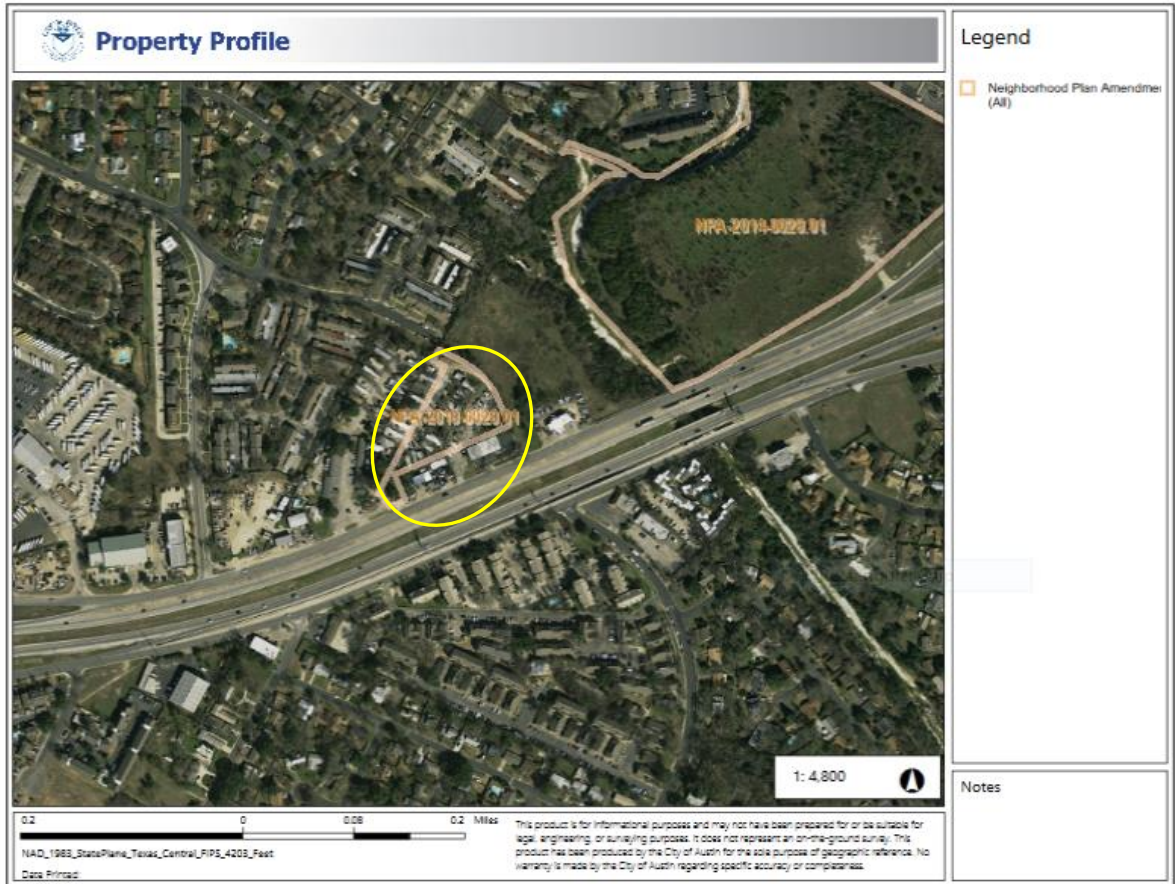 Property Profile
Legend
Neighborhood Plan Amendme
(All)
NPA-2014-0029.01
1: 4,800
Notes
0.2
0
0.08
0.2 Miles
NAD_1983_StatePlane_Texas_Central_FIPS_4203_Feet
Date Printed:
This product is for informational purposes and may not have been prepared for or be suitable for
legal, engineering, or surveying purposes. It does not represent an on-the-ground survey. This
product has been produced by the City of Austin for the sole purpose of geographic reference. No
warranty is made by the City of Austin regarding specific accuracy or completeness.